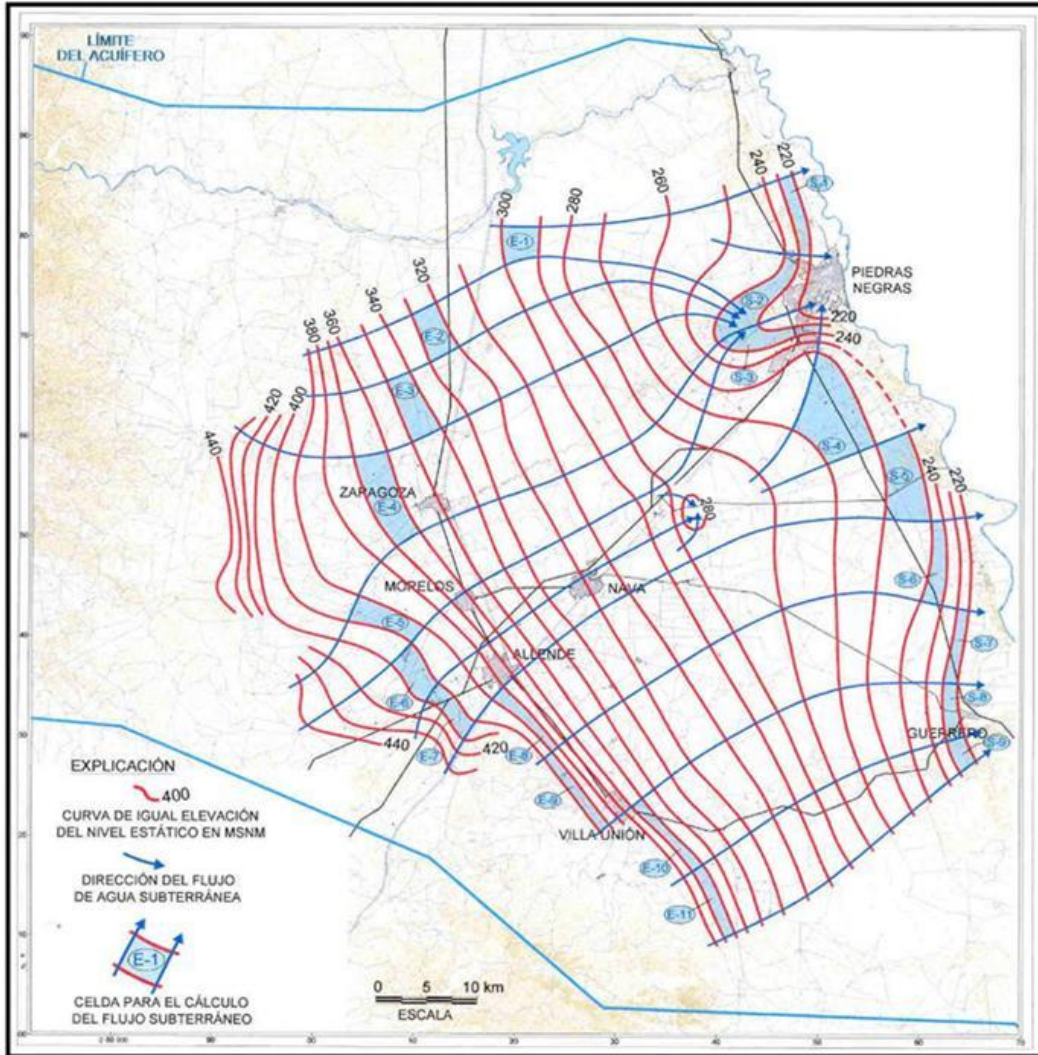 LÍMITE
DEL ACUÍFERO
240
220
S-1
260
280
300
E-1
320
PIEDRAS
NEGRAS
340
S-2
360
220
380
E-2
240
S-3
E-3
400
420
440
S-4
240
S-5
220
ZARAGOZA
E-4
280
S-6
MORELOS
NAVA
E-5
S-7
ALLENDE
E-6
S-8
GUERRERO
S-9
440
E-7
420
E-8
E-9
VILLA UNIÓN
E-10
E-11
EXPLICACIÓN
400
CURVA DE IGUAL ELEVACIÓN
DEL NIVEL ESTÁTICO EN MSNM
DIRECCIÓN DEL FLUJO
DE AGUA SUBTERRÁNEA
E-1
CELDA PARA EL CÁLCULO
DEL FLUJO SUBTERRÁNEO
0 5 10 km
ESCALA